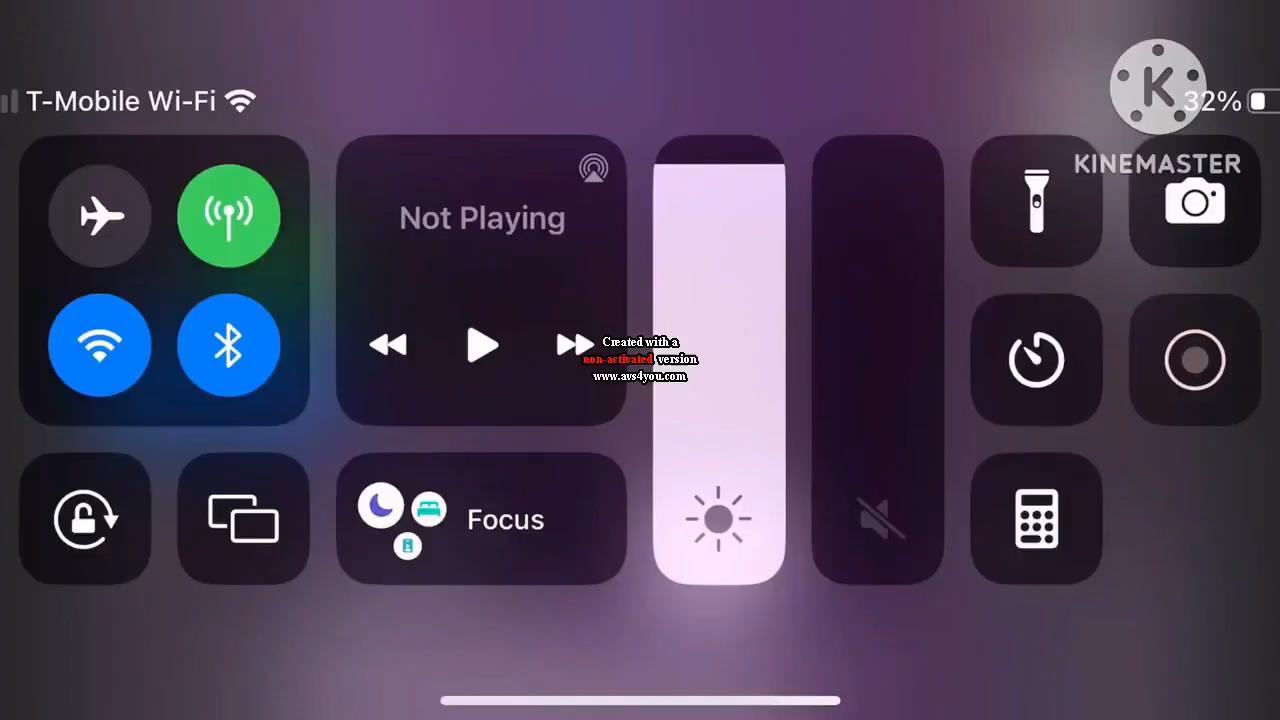 T-Mobile Wi-Fi
32%
K
KINEMASTER
Not Playing
Created with a
non-activated version
www.avs4you.com
Focus